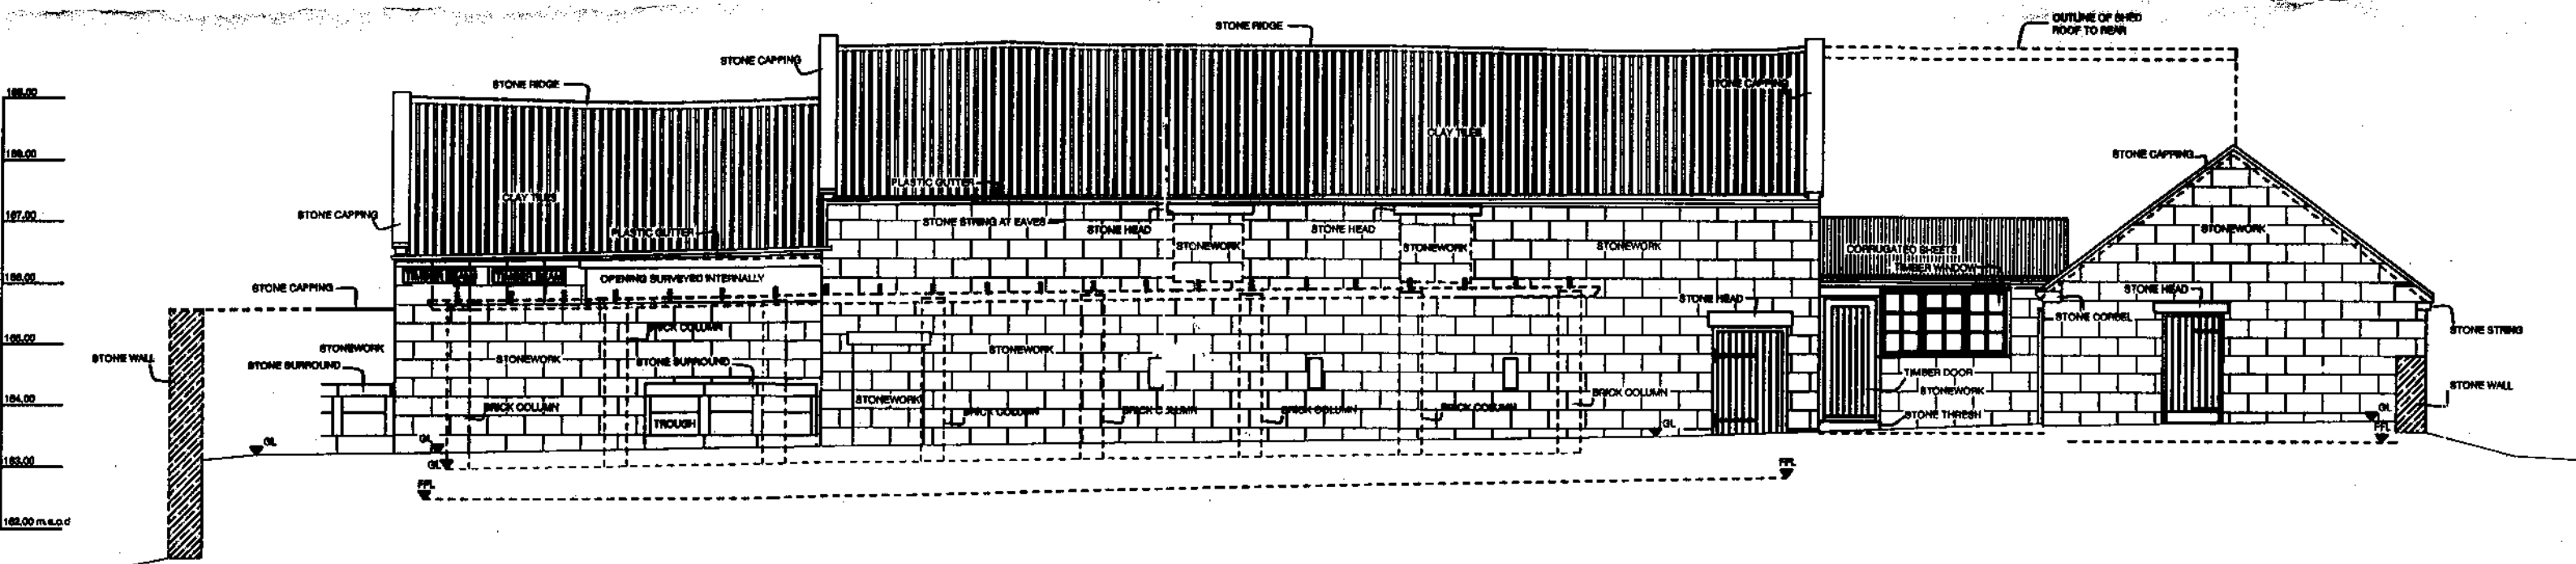 OUTLINE OF SHED
ROOF TO REAR
STONE RIDGE
STONE CAPPING
STONE RIDGE
STONE CAPPING
169.00
CLAY TILES
168.00
STONE CAPPING
PLASTIC GUTTER
CLAY TILES
STONE CAPPING
167.00
STONE STRING AT EAVES
STONE HEAD
STONE HEAD
STONEWORK
PLASTIC GUTTER
STONEWORK
STONEWORK
STONEWORK
CORRUGATED SHEETS
TIMBER WINDOW
166.00
TIMBER BEAM
TIMBER BEAM
OPENING SURVEYED INTERNALLY
STONE CAPPING
STONE HEAD
STONE HEAD
STONE CORBEL
STONE STRING
BRICK COLUMN
165.00
STONEWORK
STONEWORK
STONE WALL
STONEWORK
STONE SURROUND
STONE SURROUND
TIMBER DOOR
STONEWORK
STONE WALL
BRICK COLUMN
164.00
STONEWORK
BRICK COLUMN
BRICK COLUMN
BRICK COLUMN
BRICK COLUMN
BRICK COLUMN
STONE THRESH
GL
TROUGH
GL
FFL
GL
GL
163.00
GL
FFL
FFL
162.00 m.a.o.d